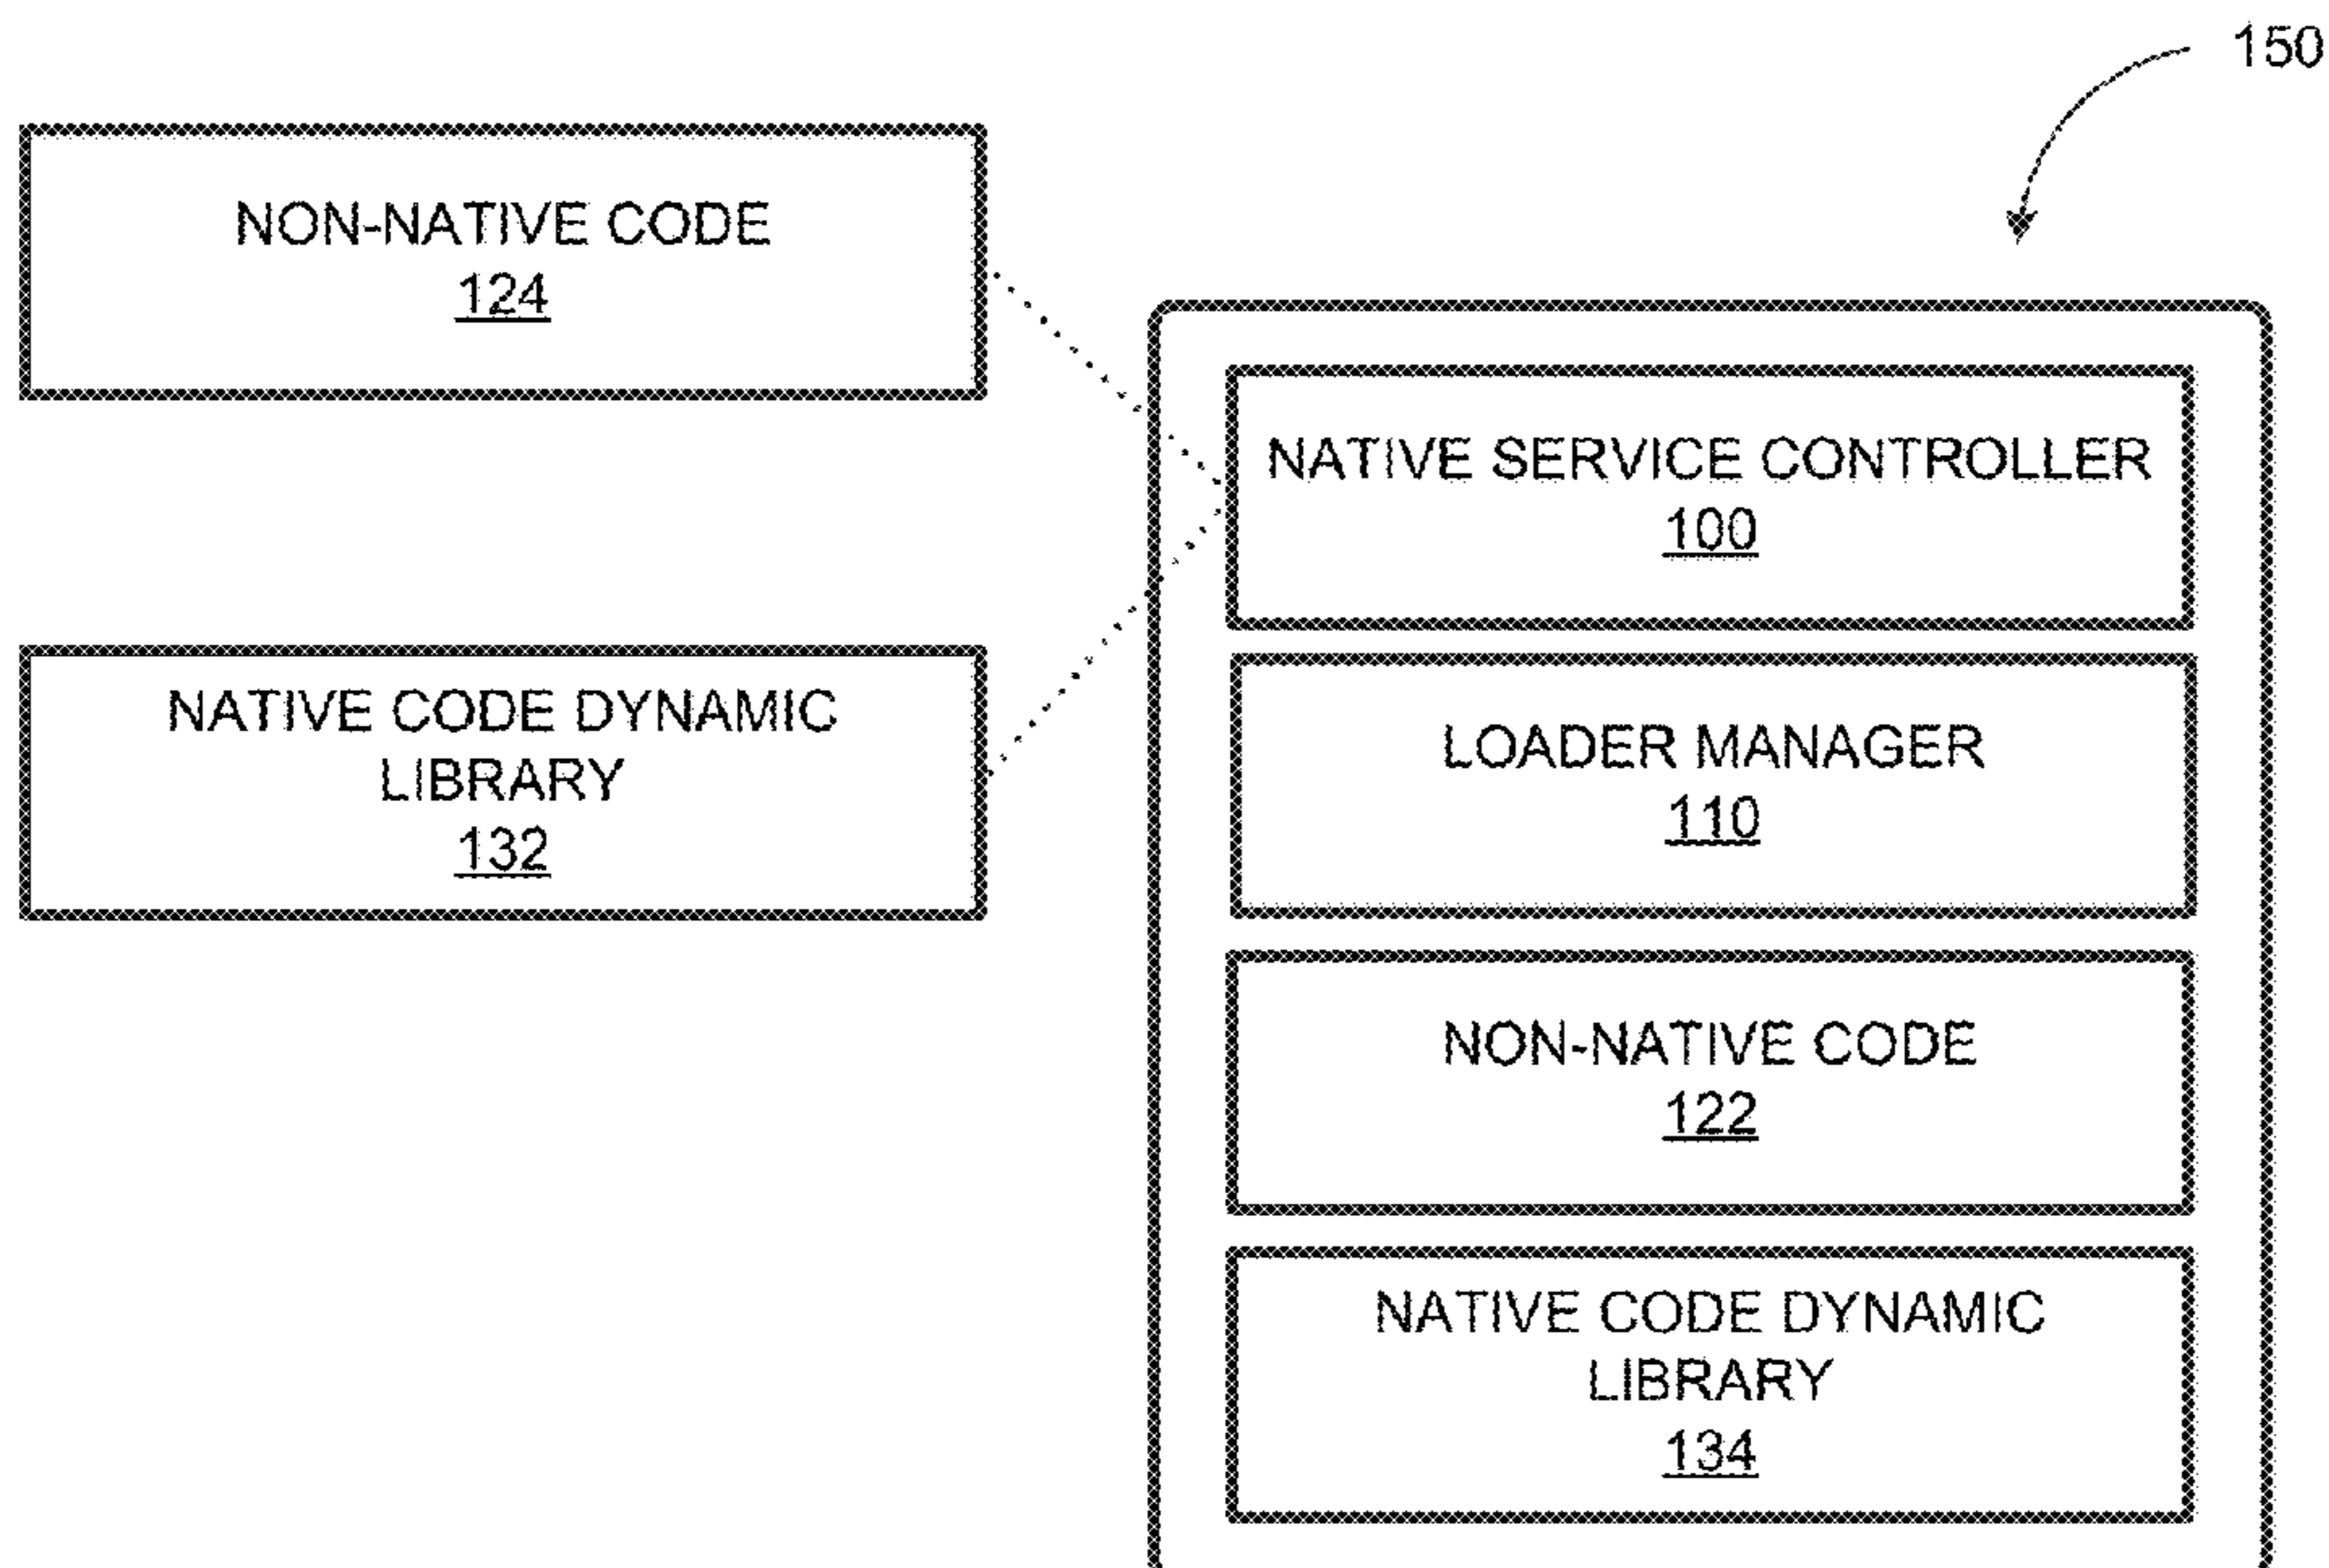 150
NON-NATIVE CODE
124
NATIVE SERVICE CONTROLLER
100
NATIVE CODE DYNAMIC
LIBRARY
132
LOADER MANAGER
110
NON-NATIVE CODE
122
NATIVE CODE DYNAMIC
LIBRARY
134